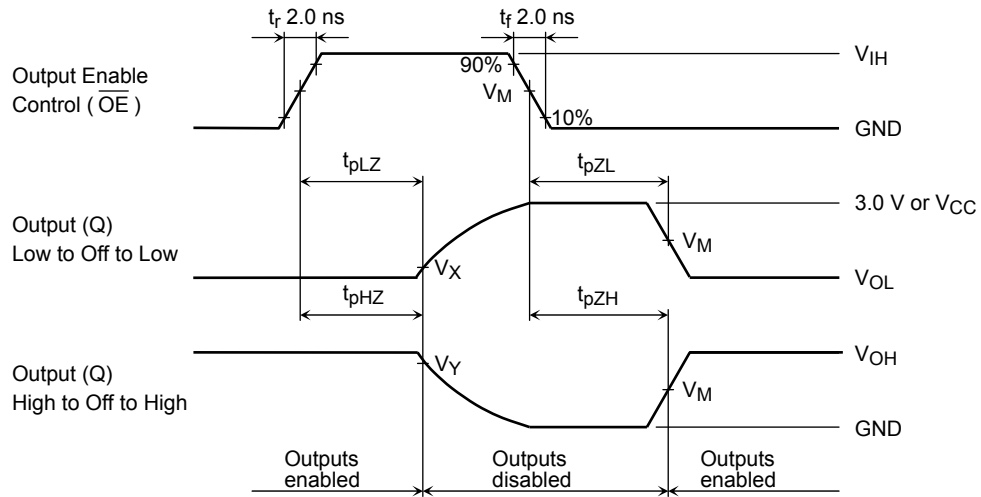 tr 2.0 ns
tf 2.0 ns
Output Enable
Control ( OE )
90%
VM
10%
VIH
GND
tpLZ
tpZL
3.0 V or VCC
Output (Q)
Low to Off to Low
VX
VM
VOL
tpHZ
tpZH
Output (Q)
High to Off to High
VY
VM
VOH
GND
Outputs
enabled
Outputs
disabled
Outputs
enabled